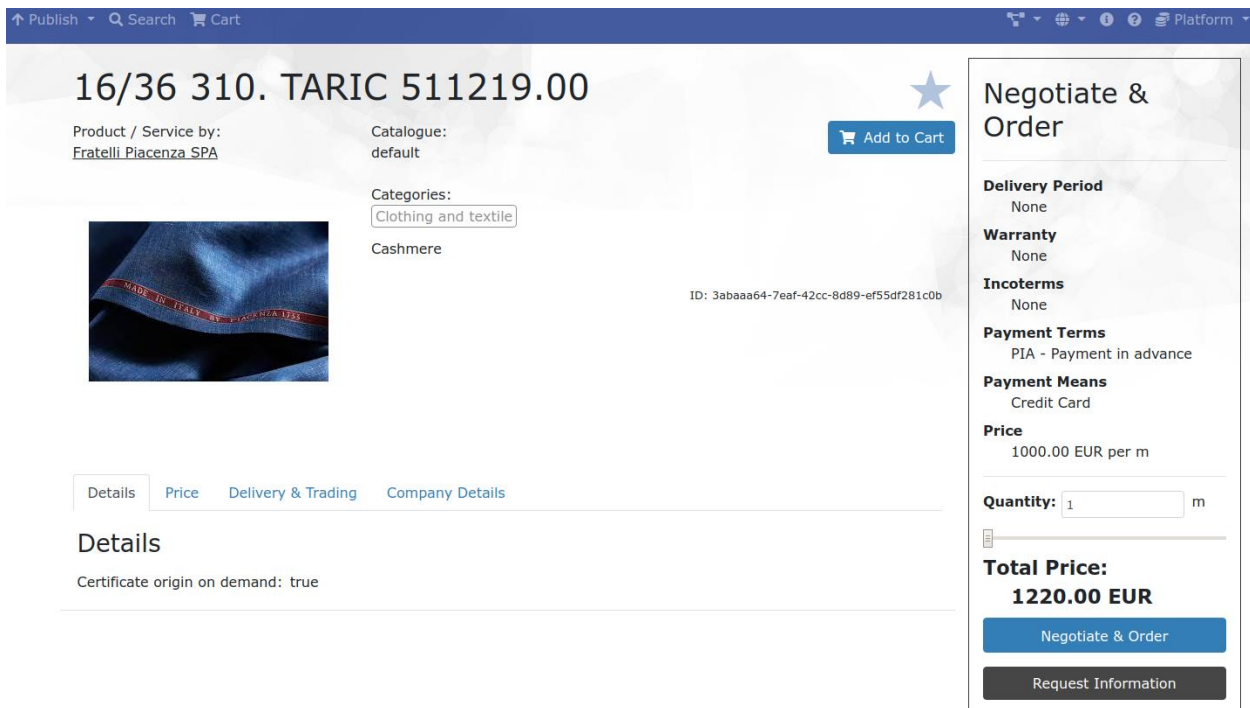 Publish Search Cart Platform
16/36 310. TARIC 511219.00
Product / Service by:
Fratelli Piacenza SPA
Catalogue:
default
Add to Cart
Categories:
Clothing and textile
Cashmere
MADE IN ITALY BY PIACENZA 1733
ID: 3abaaa64-7eaf-42cc-8d89-ef55df281c0b
Details Price Delivery & Trading Company Details
Details
Certificate origin on demand: true
Negotiate &
Order
Delivery Period
None
Warranty
None
Incoterms
None
Payment Terms
PIA - Payment in advance
Payment Means
Credit Card
Price
1000.00 EUR per m
Quantity: 1 m
Total Price:
1220.00 EUR
Negotiate & Order
Request Information